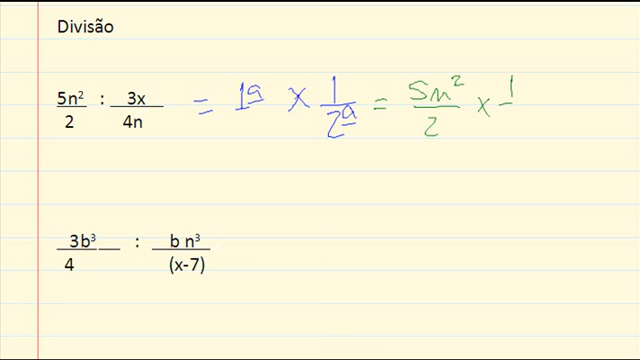 Divisão
5n² : 3x = 1ª × 1 = 5n² × 1
2 4n 2ª 2
3b³ : b n³
4 (x-7)